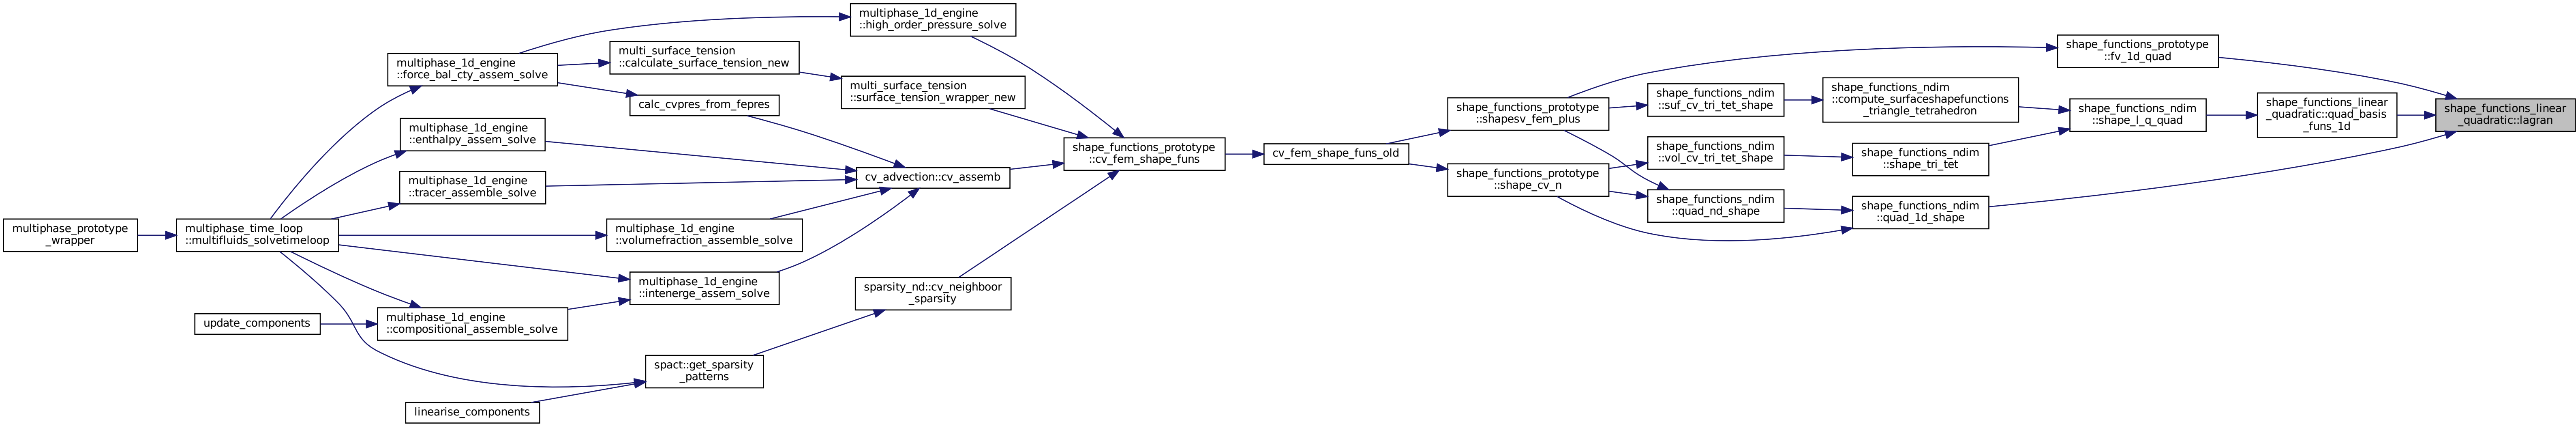 multiphase_prototype
_wrapper
multiphase_time_loop
::multifluids_solvetimeloop
update_components
multiphase_1d_engine
::force_bal_cty_assem_solve
multiphase_1d_engine
::enthalpy_assem_solve
multiphase_1d_engine
::tracer_assemble_solve
multiphase_1d_engine
::compositional_assemble_solve
linearise_components
multi_surface_tension
::calculate_surface_tension_new
calc_cvpres_from_fepres
multiphase_1d_engine
::volumefraction_assemble_solve
multiphase_1d_engine
::intenerge_assem_solve
spact::get_sparsity
_patterns
multiphase_1d_engine
::high_order_pressure_solve
multi_surface_tension
::surface_tension_wrapper_new
cv_advection::cv_assemb
sparsity_nd::cv_neighboor
_sparsity
shape_functions_prototype
::cv_fem_shape_funs
cv_fem_shape_funs_old
shape_functions_prototype
::shapesv_fem_plus
shape_functions_prototype
::shape_cv_n
shape_functions_ndim
::suf_cv_tri_tet_shape
shape_functions_ndim
::vol_cv_tri_tet_shape
shape_functions_ndim
::quad_nd_shape
shape_functions_ndim
::compute_surfaceshapefunctions
_triangle_tetrahedron
shape_functions_ndim
::shape_tri_tet
shape_functions_ndim
::quad_1d_shape
shape_functions_prototype
::fv_1d_quad
shape_functions_ndim
::shape_l_q_quad
shape_functions_linear
_quadratic::quad_basis
_funs_1d
shape_functions_linear
_quadratic::lagran